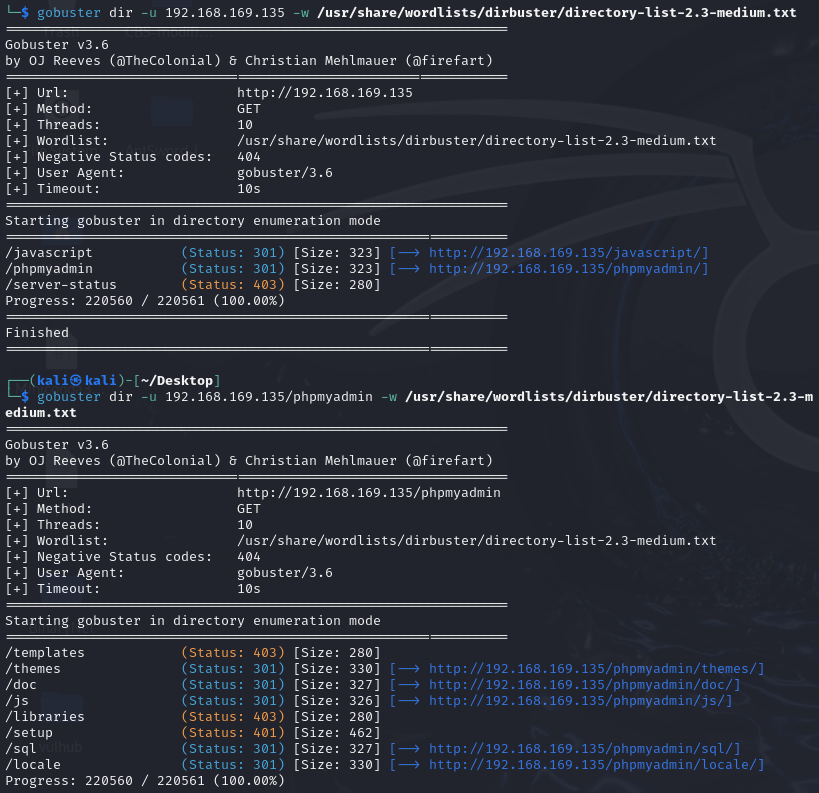 └─$ gobuster dir -u 192.168.169.135 -w /usr/share/wordlists/dirbuster/directory-list-2.3-medium.txt
===============================================================
Gobuster v3.6
by OJ Reeves (@TheColonial) & Christian Mehlmauer (@firefart)
===============================================================
[+] Url:                     http://192.168.169.135
[+] Method:                  GET
[+] Threads:                 10
[+] Wordlist:                /usr/share/wordlists/dirbuster/directory-list-2.3-medium.txt
[+] Negative Status codes:   404
[+] User Agent:              gobuster/3.6
[+] Timeout:                 10s
===============================================================
Starting gobuster in directory enumeration mode
===============================================================
/javascript           (Status: 301) [Size: 323] [--> http://192.168.169.135/javascript/]
/phpmyadmin           (Status: 301) [Size: 323] [--> http://192.168.169.135/phpmyadmin/]
/server-status        (Status: 403) [Size: 280]
Progress: 220560 / 220561 (100.00%)
===============================================================
Finished
===============================================================
┌──(kali㉿kali)-[~/Desktop]
└─$ gobuster dir -u 192.168.169.135/phpmyadmin -w /usr/share/wordlists/dirbuster/directory-list-2.3-m
edium.txt
===============================================================
Gobuster v3.6
by OJ Reeves (@TheColonial) & Christian Mehlmauer (@firefart)
===============================================================
[+] Url:                     http://192.168.169.135/phpmyadmin
[+] Method:                  GET
[+] Threads:                 10
[+] Wordlist:                /usr/share/wordlists/dirbuster/directory-list-2.3-medium.txt
[+] Negative Status codes:   404
[+] User Agent:              gobuster/3.6
[+] Timeout:                 10s
===============================================================
Starting gobuster in directory enumeration mode
===============================================================
/templates            (Status: 403) [Size: 280]
/themes               (Status: 301) [Size: 330] [--> http://192.168.169.135/phpmyadmin/themes/]
/doc                  (Status: 301) [Size: 327] [--> http://192.168.169.135/phpmyadmin/doc/]
/js                   (Status: 301) [Size: 326] [--> http://192.168.169.135/phpmyadmin/js/]
/libraries            (Status: 403) [Size: 280]
/setup                (Status: 401) [Size: 462]
/sql                  (Status: 301) [Size: 327] [--> http://192.168.169.135/phpmyadmin/sql/]
/locale               (Status: 301) [Size: 330] [--> http://192.168.169.135/phpmyadmin/locale/]
Progress: 220560 / 220561 (100.00%)
vulhub